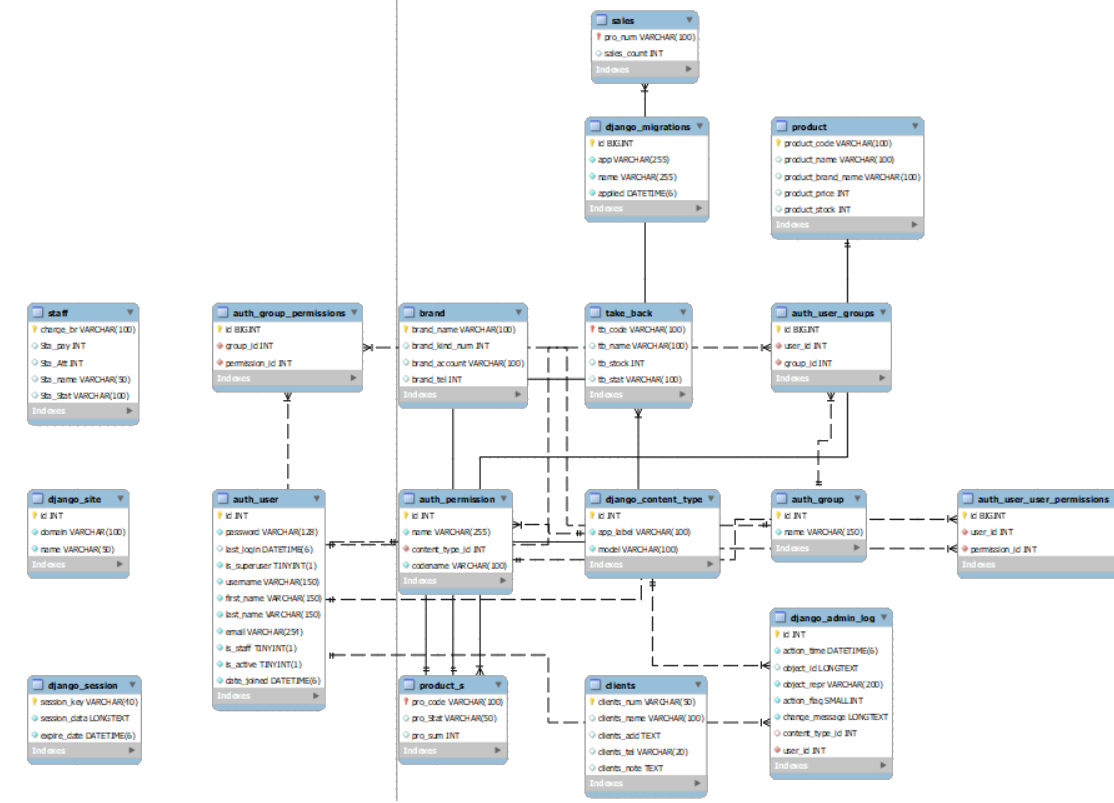 sales
pro_num VARCHAR(100)
sales_count INT
Indexes
django_migrations
id BIGINT
app VARCHAR(255)
name VARCHAR(255)
applied DATETIME(6)
Indexes
product
product_code VARCHAR(100)
product_name VARCHAR(100)
product_brand_name VARCHAR(100)
product_price INT
product_stock INT
Indexes
staff
charge_br VARCHAR(100)
Sta_pay INT
Sta_Att INT
Sta_name VARCHAR(50)
Sta_Stat VARCHAR(100)
Indexes
auth_group_permissions
id BIGINT
group_id INT
permission_id INT
Indexes
brand
brand_name VARCHAR(100)
brand_kind_num INT
brand_account VARCHAR(100)
brand_tel INT
Indexes
take_back
tb_code VARCHAR(100)
tb_name VARCHAR(100)
tb_stock INT
tb_stat VARCHAR(100)
Indexes
auth_user_groups
id BIGINT
user_id INT
group_id INT
Indexes
django_site
id INT
domain VARCHAR(100)
name VARCHAR(50)
Indexes
auth_user
id INT
password VARCHAR(128)
last_login DATETIME(6)
is_superuser TINYINT(1)
username VARCHAR(150)
first_name VARCHAR(150)
last_name VARCHAR(150)
email VARCHAR(254)
is_staff TINYINT(1)
is_active TINYINT(1)
date_joined DATETIME(6)
Indexes
auth_permission
id INT
name VARCHAR(255)
content_type_id INT
codename VARCHAR(100)
Indexes
django_content_type
id INT
app_label VARCHAR(100)
model VARCHAR(100)
Indexes
auth_group
id INT
name VARCHAR(150)
Indexes
auth_user_user_permissions
id BIGINT
user_id INT
permission_id INT
Indexes
django_session
session_key VARCHAR(40)
session_data LONGTEXT
expire_date DATETIME(6)
Indexes
product_s
pro_code VARCHAR(100)
pro_Stat VARCHAR(50)
pro_sum INT
Indexes
clients
clients_num VARCHAR(50)
clients_name VARCHAR(100)
clients_add TEXT
clients_tel VARCHAR(20)
clients_note TEXT
Indexes
django_admin_log
id INT
action_time DATETIME(6)
object_id LONGTEXT
object_repr VARCHAR(200)
action_flag SMALLINT
change_message LONGTEXT
content_type_id INT
user_id INT
Indexes